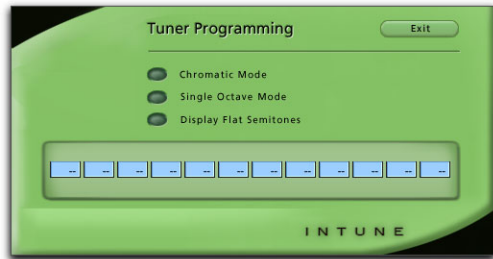 Tuner Programming
Exit
Chromatic Mode
Single Octave Mode
Display Flat Semitones
-- -- -- -- -- -- -- -- -- -- -- --
INTUNE